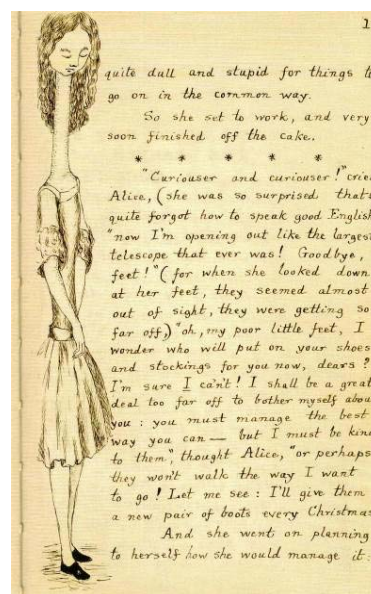 1
quite dull and stupid for things t
go on in the common way.
So she set to work, and very
soon finished off the cake.
* * * * *
"Curiouser and curiouser!" cried
Alice, (she was so surprised that
quite forgot how to speak good English
"now I'm opening out like the largest
telescope that ever was! Goodbye,
feet!" (for when she looked down
at her feet, they seemed almost
out of sight, they were getting so
far off,) "oh, my poor little feet, I
wonder who will put on your shoes
and stockings for you now, dears?
I'm sure I can't! I shall be a great
deal too far off to bother myself abou
you: you must manage the best
way you can — but I must be kind
to them", thought Alice, "or perhaps
they won't walk the way I want
to go! Let me see: I'll give them
a new pair of boots every Christmas
And she went on planning
to herself how she would manage it: